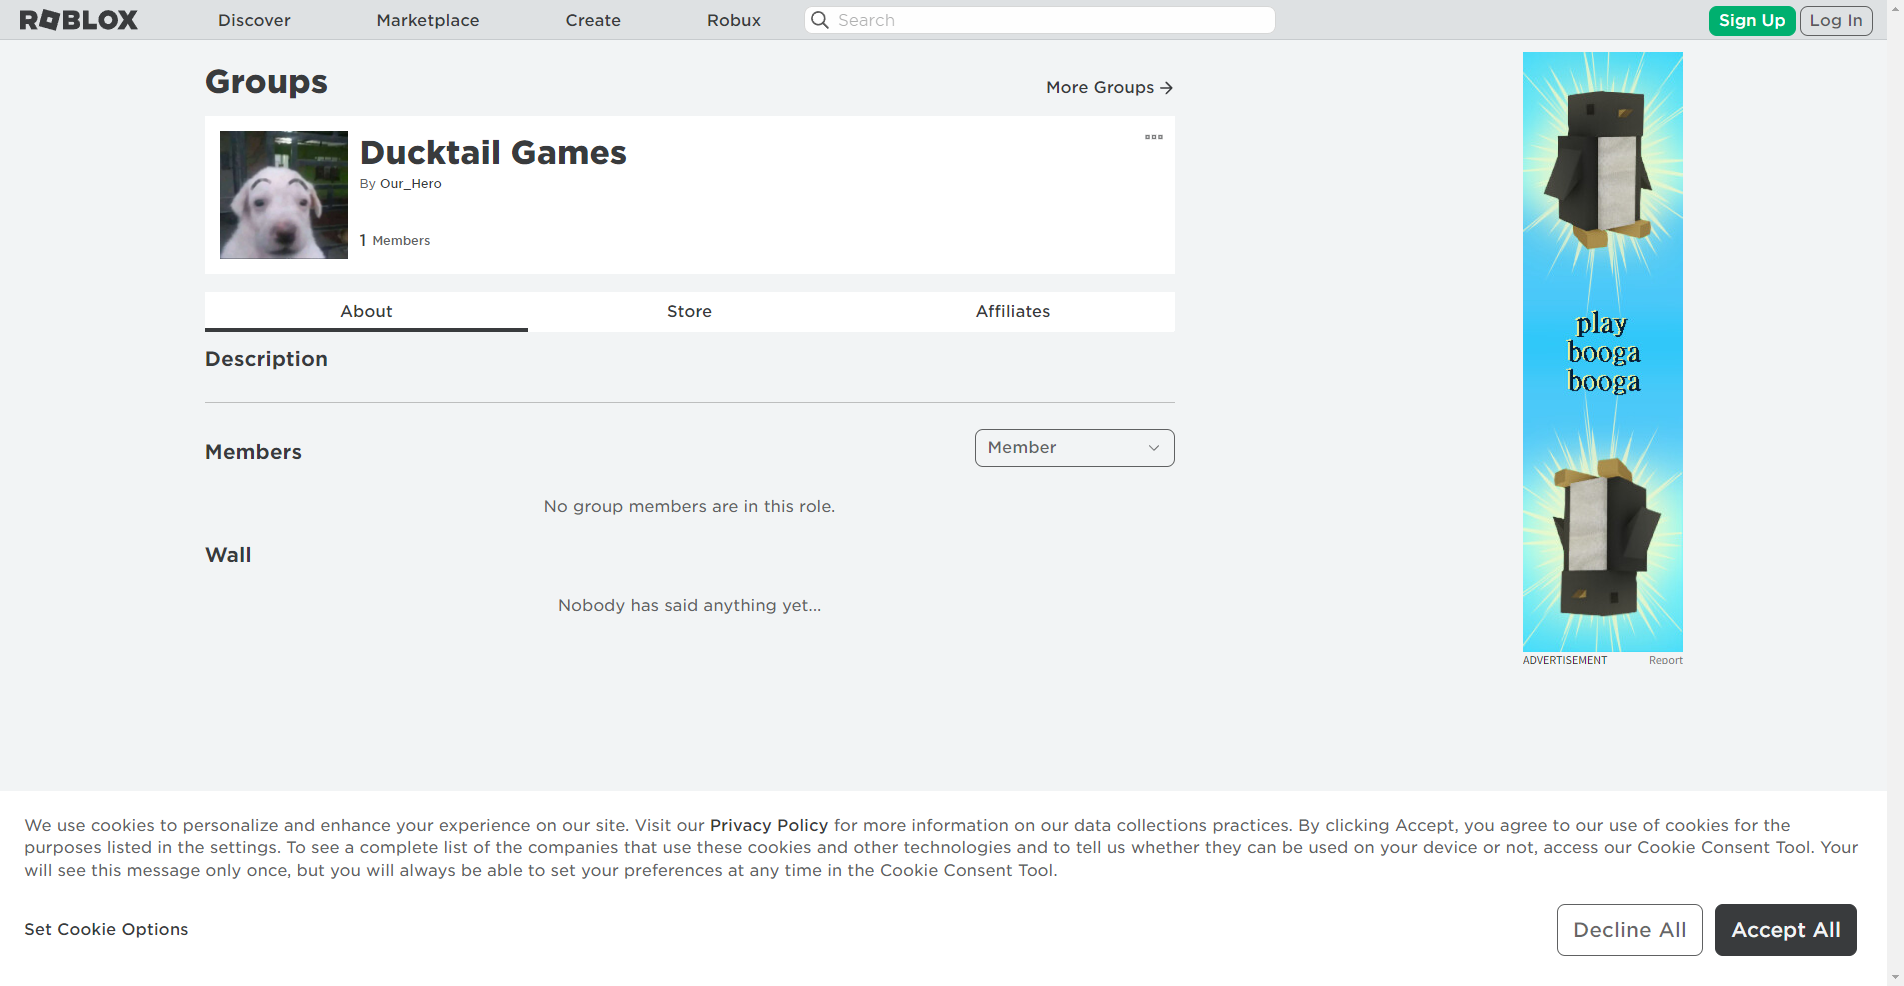 ROBLOX
Discover
Marketplace
Create
Robux
Search
Sign Up
Log In
Groups
More Groups
Ducktail Games
By Our_Hero
1 Members
About
Store
Affiliates
Description
Members
Member
No group members are in this role.
Wall
Nobody has said anything yet...
play
booga
booga
ADVERTISEMENT
Report
We use cookies to personalize and enhance your experience on our site. Visit our Privacy Policy for more information on our data collections practices. By clicking Accept, you agree to our use of cookies for the
purposes listed in the settings. To see a complete list of the companies that use these cookies and other technologies and to tell us whether they can be used on your device or not, access our Cookie Consent Tool. Your
will see this message only once, but you will always be able to set your preferences at any time in the Cookie Consent Tool.
Set Cookie Options
Decline All
Accept All